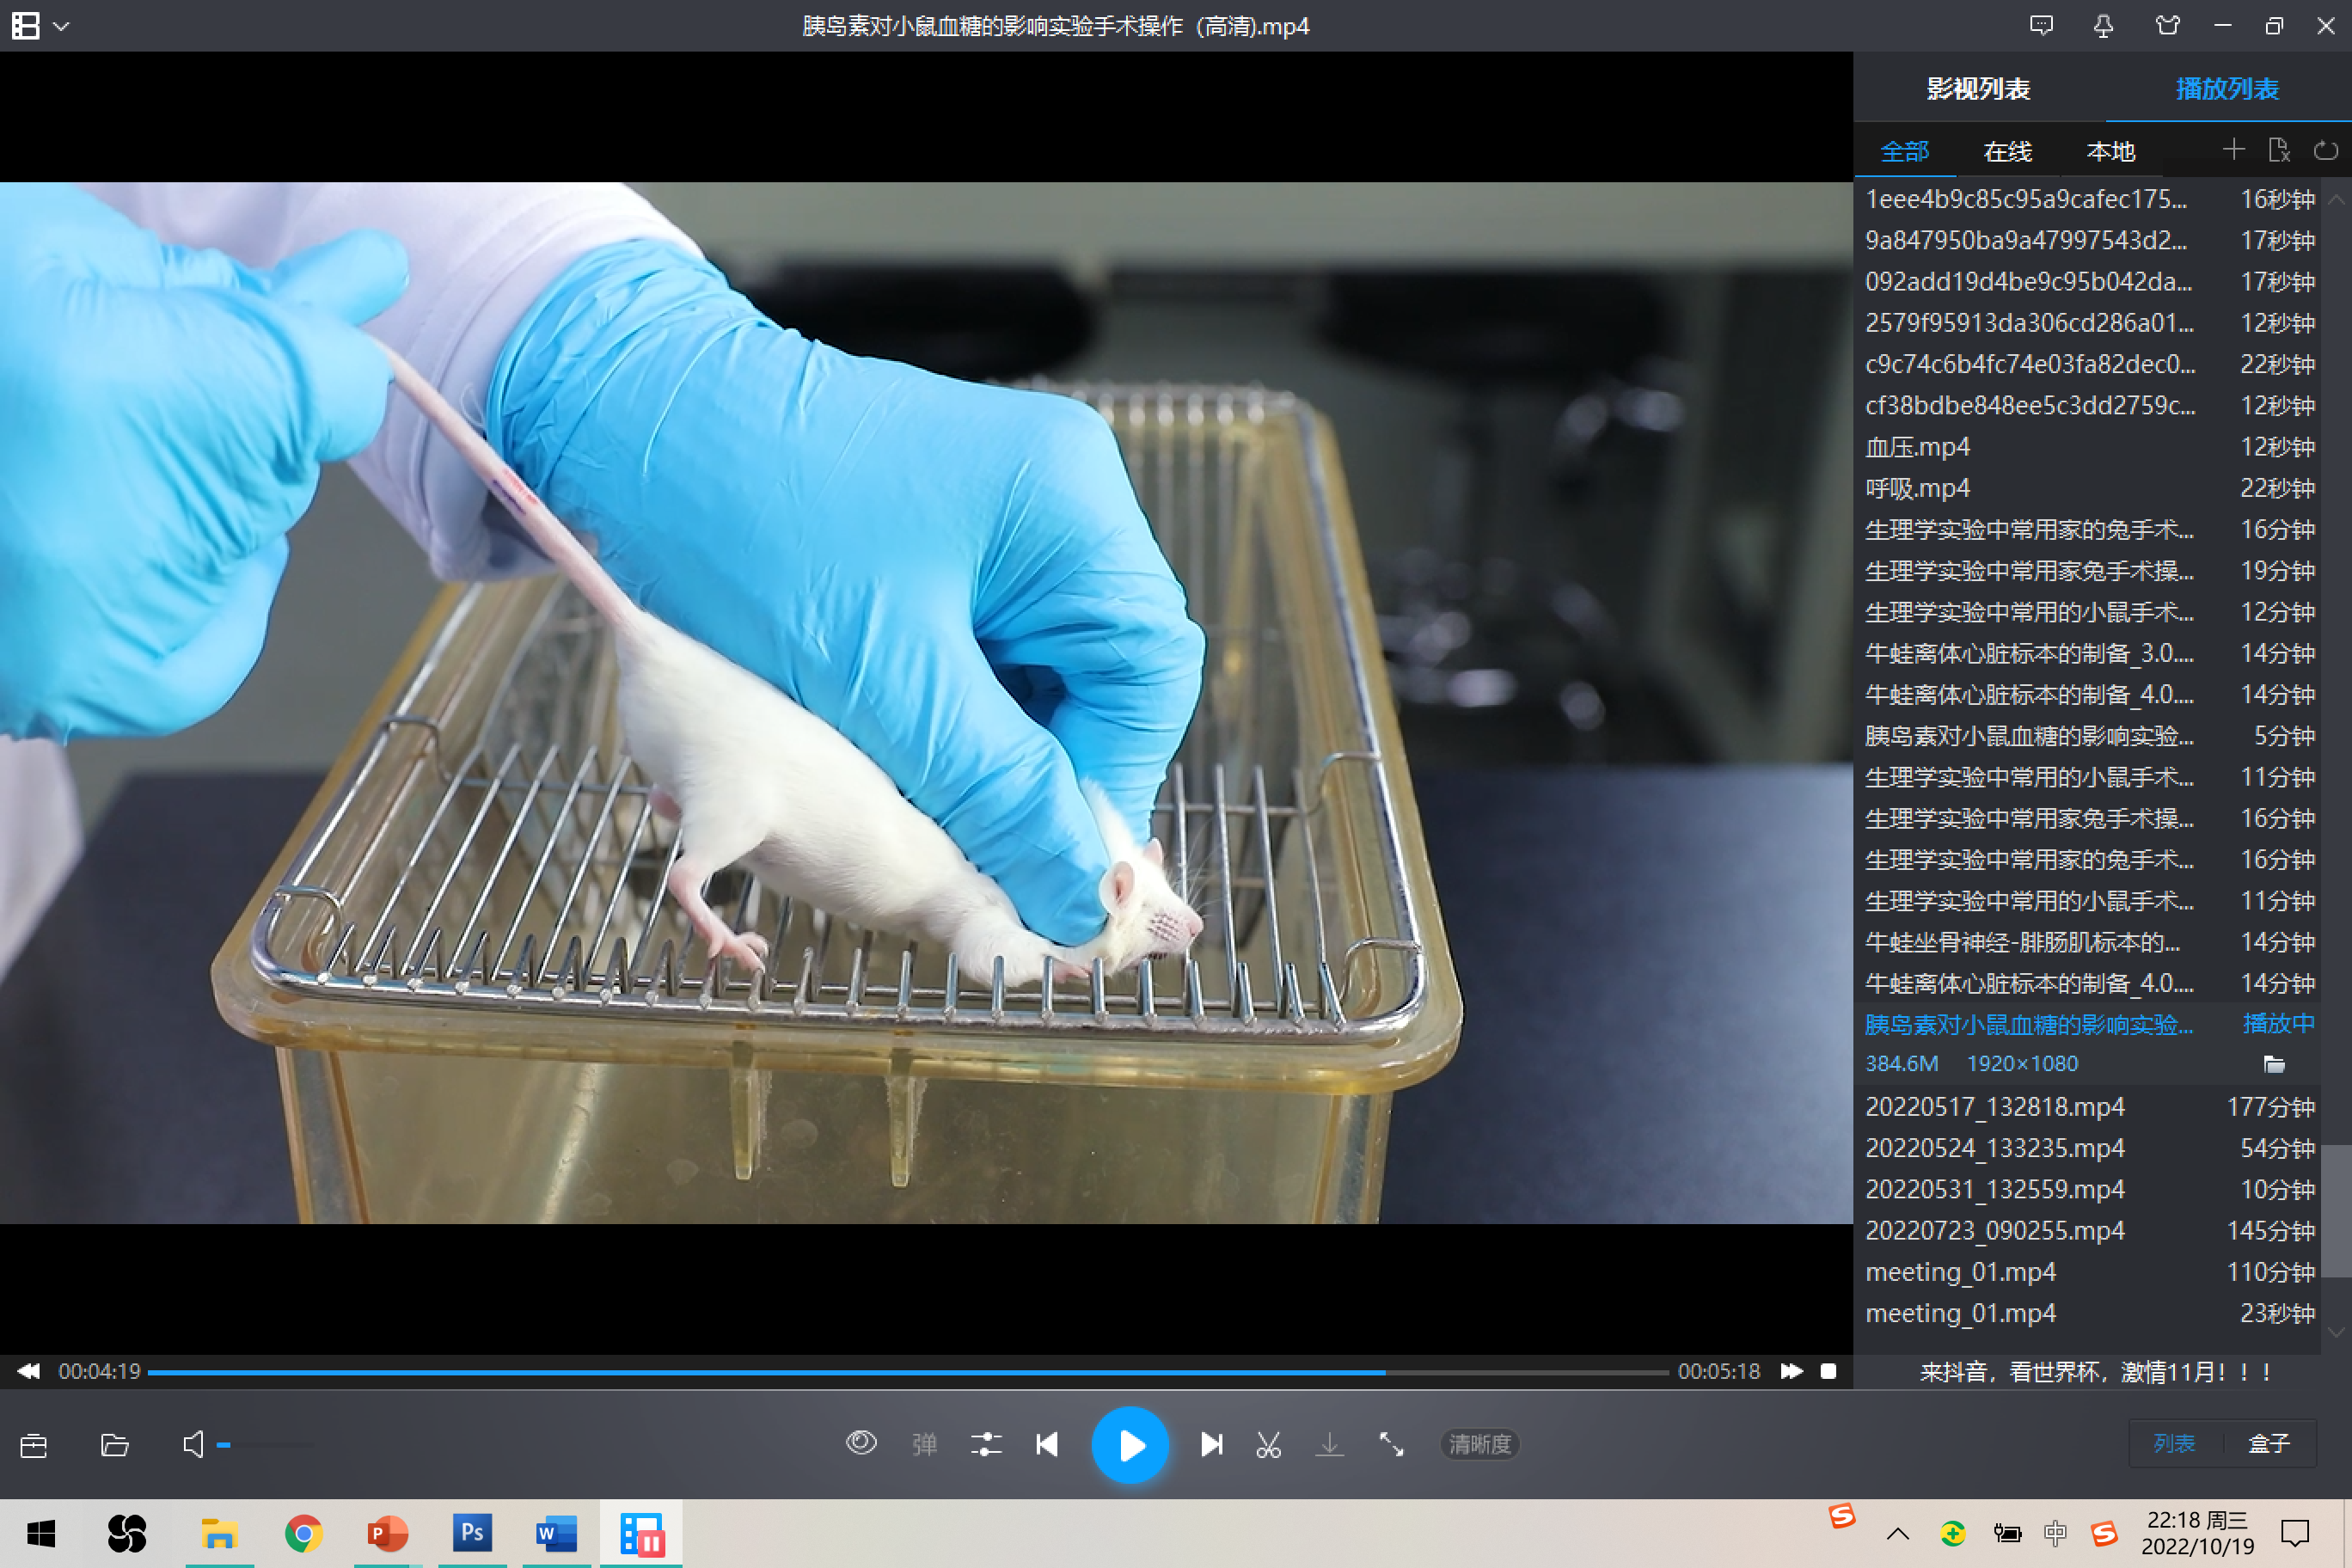 胰岛素对小鼠血糖的影响实验手术操作（高清).mp4
影视列表 播放列表
全部 在线 本地
1eee4b9c85c95a9cafec175... 16秒钟
9a847950ba9a47997543d2... 17秒钟
092add19d4be9c95b042da... 17秒钟
2579f95913da306cd286a01... 12秒钟
c9c74c6b4fc74e03fa82dec0... 22秒钟
cf38bdbe848ee5c3dd2759c... 12秒钟
血压.mp4 12秒钟
呼吸.mp4 22秒钟
生理学实验中常用家的兔手术... 16分钟
生理学实验中常用家兔手术操... 19分钟
生理学实验中常用的小鼠手术... 12分钟
牛蛙离体心脏标本的制备_3.0.... 14分钟
牛蛙离体心脏标本的制备_4.0.... 14分钟
胰岛素对小鼠血糖的影响实验... 5分钟
生理学实验中常用的小鼠手术... 11分钟
生理学实验中常用家兔手术操... 16分钟
生理学实验中常用家的兔手术... 16分钟
生理学实验中常用的小鼠手术... 11分钟
牛蛙坐骨神经-腓肠肌标本的... 14分钟
牛蛙离体心脏标本的制备_4.0.... 14分钟
胰岛素对小鼠血糖的影响实验... 播放中
384.6M 1920×1080
20220517_132818.mp4 177分钟
20220524_133235.mp4 54分钟
20220531_132559.mp4 10分钟
20220723_090255.mp4 145分钟
meeting_01.mp4 110分钟
meeting_01.mp4 23秒钟
00:04:19 00:05:18
来抖音，看世界杯，激情11月！！！
弹 清晰度
列表 盒子
P Ps W
中 S
22:18 周三
2022/10/19